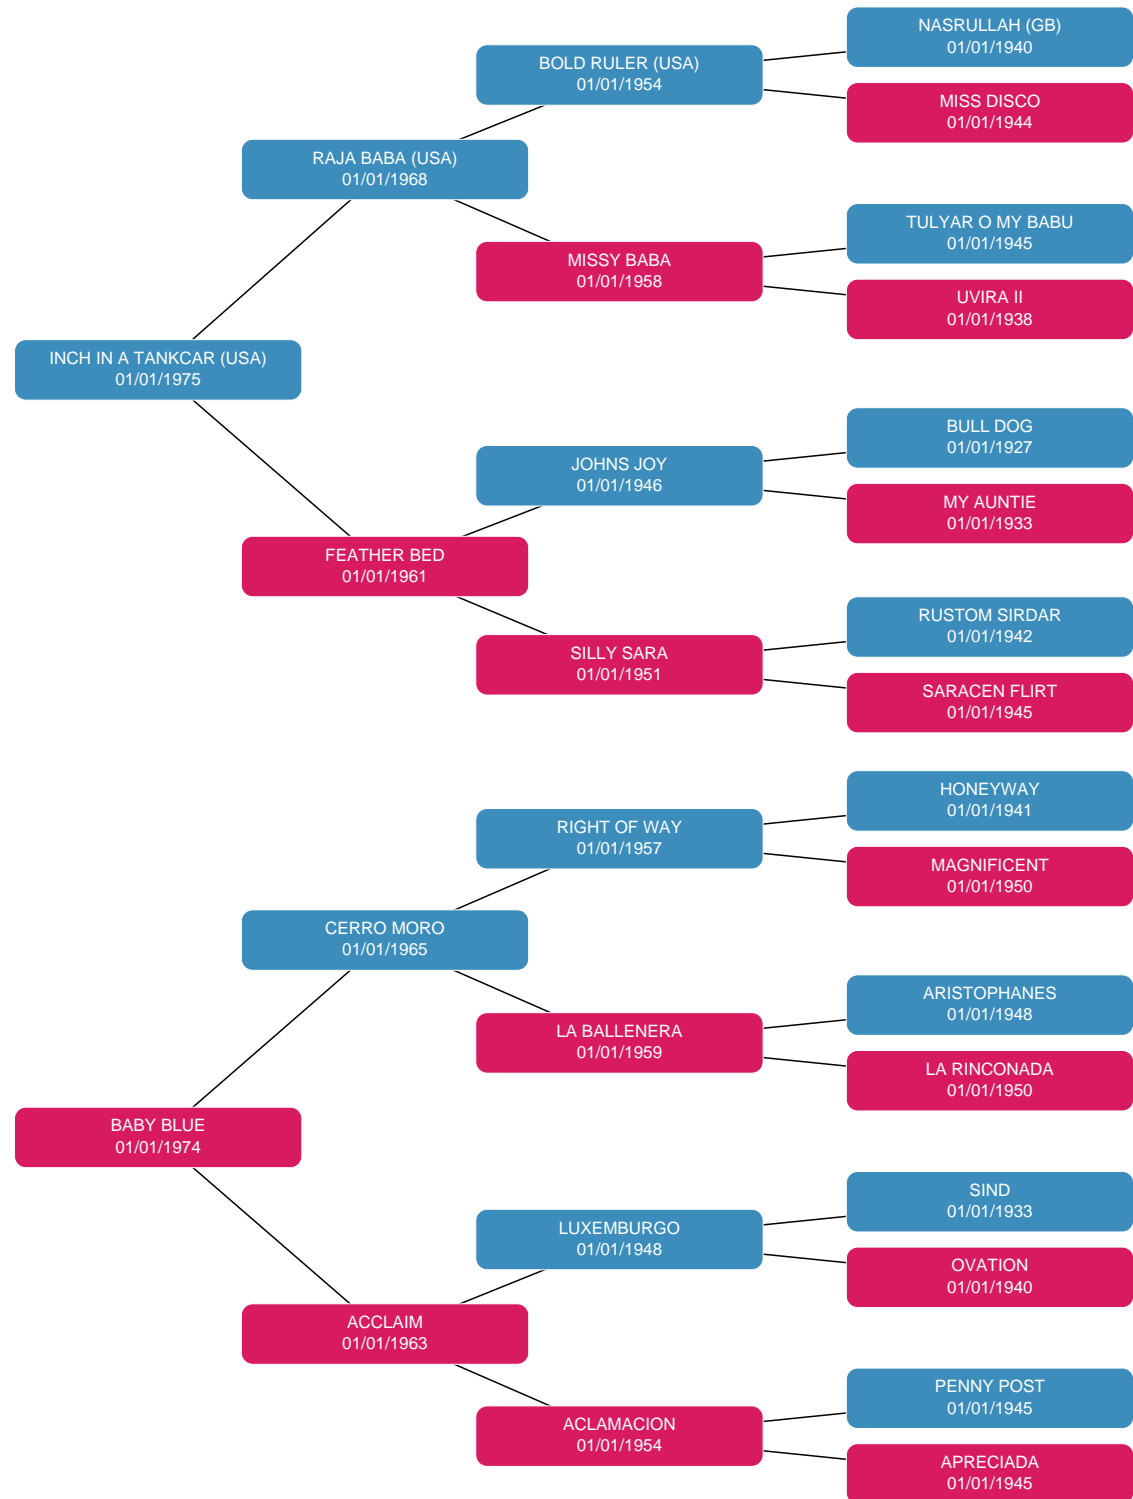 NASRULLAH (GB)
01/01/1940
BOLD RULER (USA)
01/01/1954
MISS DISCO
01/01/1944
RAJA BABA (USA)
01/01/1968
TULYAR O MY BABU
01/01/1945
MISSY BABA
01/01/1958
UVIRA II
01/01/1938
INCH IN A TANKCAR (USA)
01/01/1975
BULL DOG
01/01/1927
JOHNS JOY
01/01/1946
MY AUNTIE
01/01/1933
FEATHER BED
01/01/1961
RUSTOM SIRDAR
01/01/1942
SILLY SARA
01/01/1951
SARACEN FLIRT
01/01/1945
HONEYWAY
01/01/1941
RIGHT OF WAY
01/01/1957
MAGNIFICENT
01/01/1950
CERRO MORO
01/01/1965
ARISTOPHANES
01/01/1948
LA BALLENERA
01/01/1959
LA RINCONADA
01/01/1950
BABY BLUE
01/01/1974
SIND
01/01/1933
LUXEMBURGO
01/01/1948
OVATION
01/01/1940
ACCLAIM
01/01/1963
PENNY POST
01/01/1945
ACLAMACION
01/01/1954
APRECIADA
01/01/1945